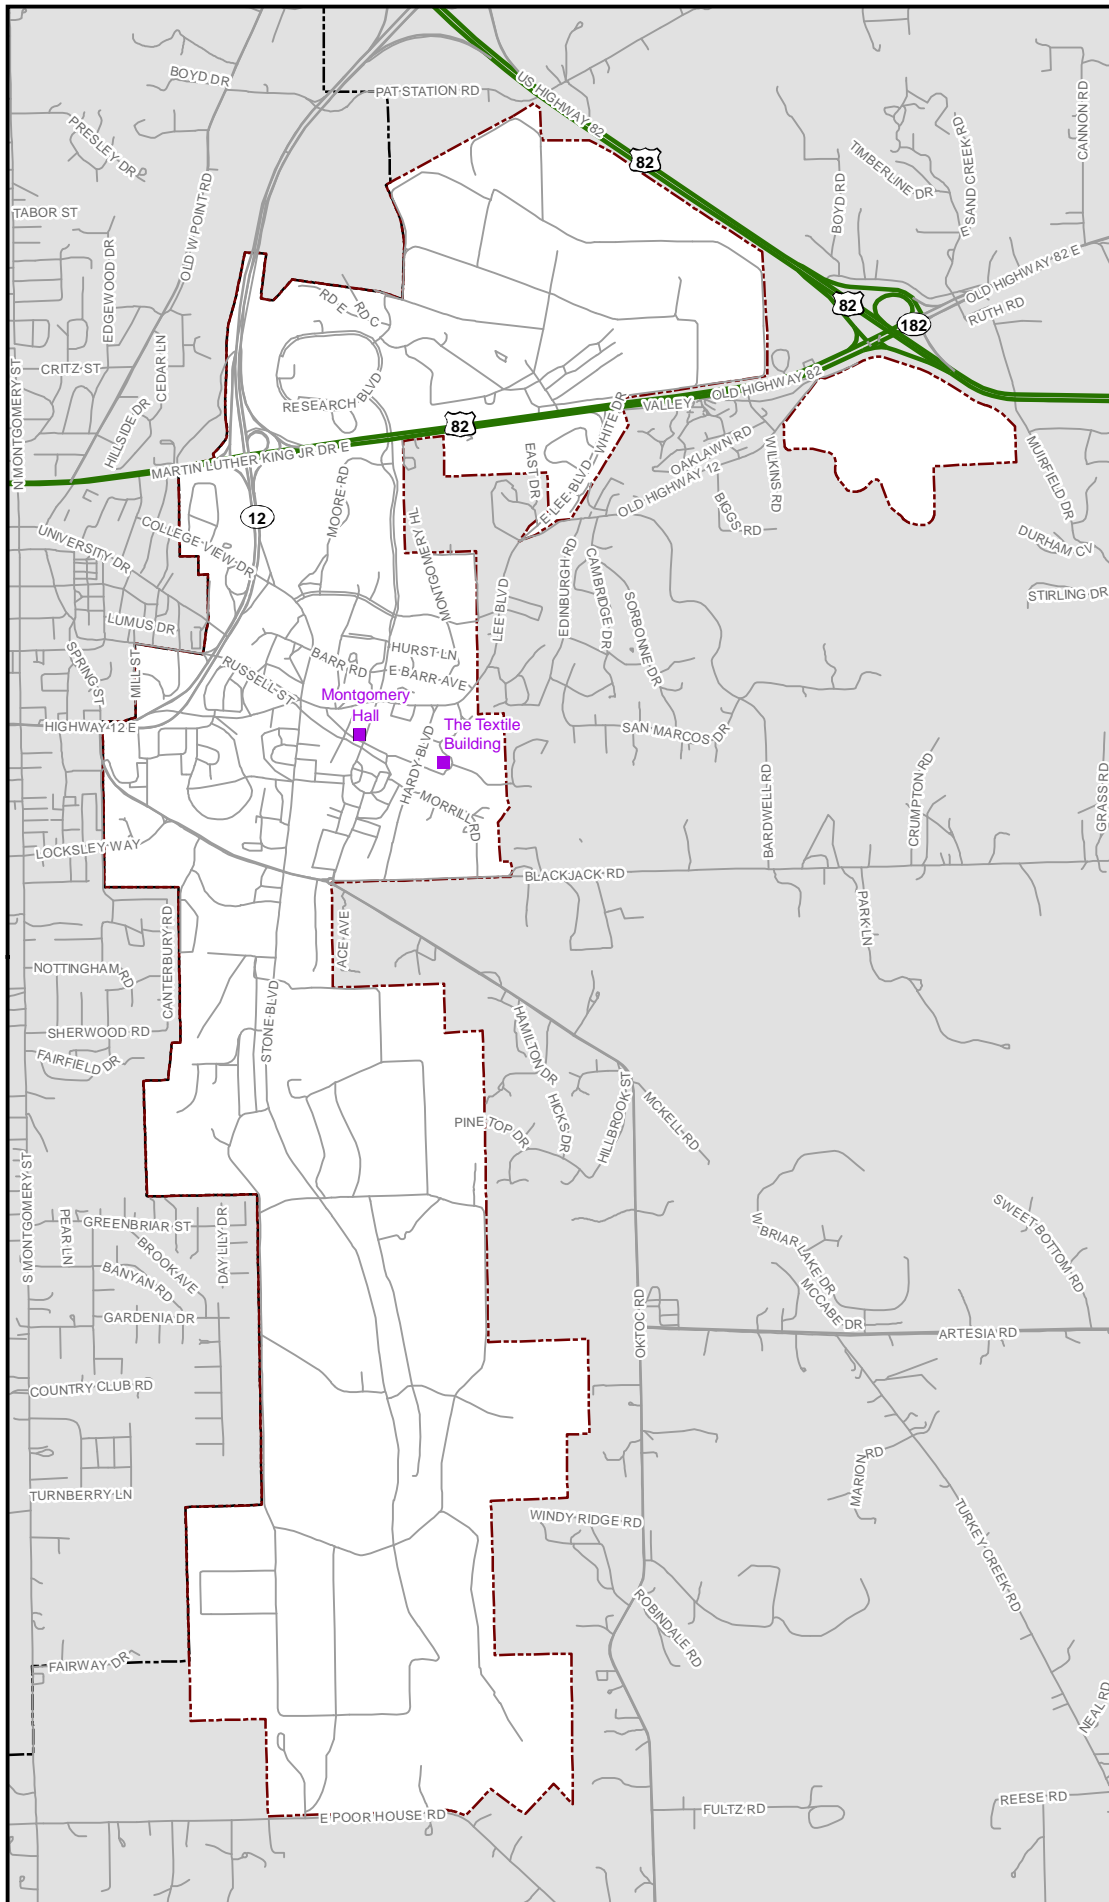 BOYD DR
PAT STATION RD
US HIGHWAY 82
82
CANNON RD
PRESLEY DR
TIMBERLINE DR
E SAND CREEK RD
BOYD RD
TABOR ST
OLD W POINT RD
EDGEWOOD DR
OLD HIGHWAY 82 E
RUTH RD
82
182
RD E
RD C
CEDAR LN
CRITZ ST
N MONTGOMERY ST
RESEARCH BLVD
VALLEY
OLD HIGHWAY 82
82
HILLSIDE DR
MARTIN LUTHER KING JR DR E
WHITE DR
EAST DR
E LEE BLVD
OAKLAWN RD
WILKINS RD
OLD HIGHWAY 12
BIGGS RD
MUIRFIELD DR
MOORE RD
12
COLLEGE VIEW DR
UNIVERSITY DR
MONTGOMERY HL
DURHAM CV
STIRLING DR
LEE BLVD
EDINBURGH RD
CAMBRIDGE DR
SORBONNE DR
LUMUS DR
SPRING ST
MILL ST
RUSSELL ST
BARR RD
HURST LN
E BARR AVE
Montgomery
Hall
The Textile
Building
HIGHWAY 12 E
SAN MARCOS DR
HARDY BLVD
MORRILL RD
BARDWELL RD
CRUMPTON RD
GRASS RD
LOCKSLEY WAY
BLACKJACK RD
PARK LN
CANTERBURY RD
ACE AVE
NOTTINGHAM RD
STONE BLVD
SHERWOOD RD
FAIRFIELD DR
HAMILTON DR
HICKS DR
HILLBROOK ST
MCKELL RD
PINE TOP DR
S MONTGOMERY ST
PEAR LN
GREENBRIAR ST
DAY LILY DR
BROOK AVE
BANYAN RD
GARDENIA DR
W BRIAR LAKE DR
MCCABE DR
SWEET BOTTOM RD
OKTOC RD
ARTESIA RD
COUNTRY CLUB RD
MARION RD
TURNBERRY LN
WINDY RIDGE RD
TURKEY CREEK RD
ROBINDALE RD
FAIRWAY DR
NEAL RD
E POOR HOUSE RD
FULTZ RD
REESE RD